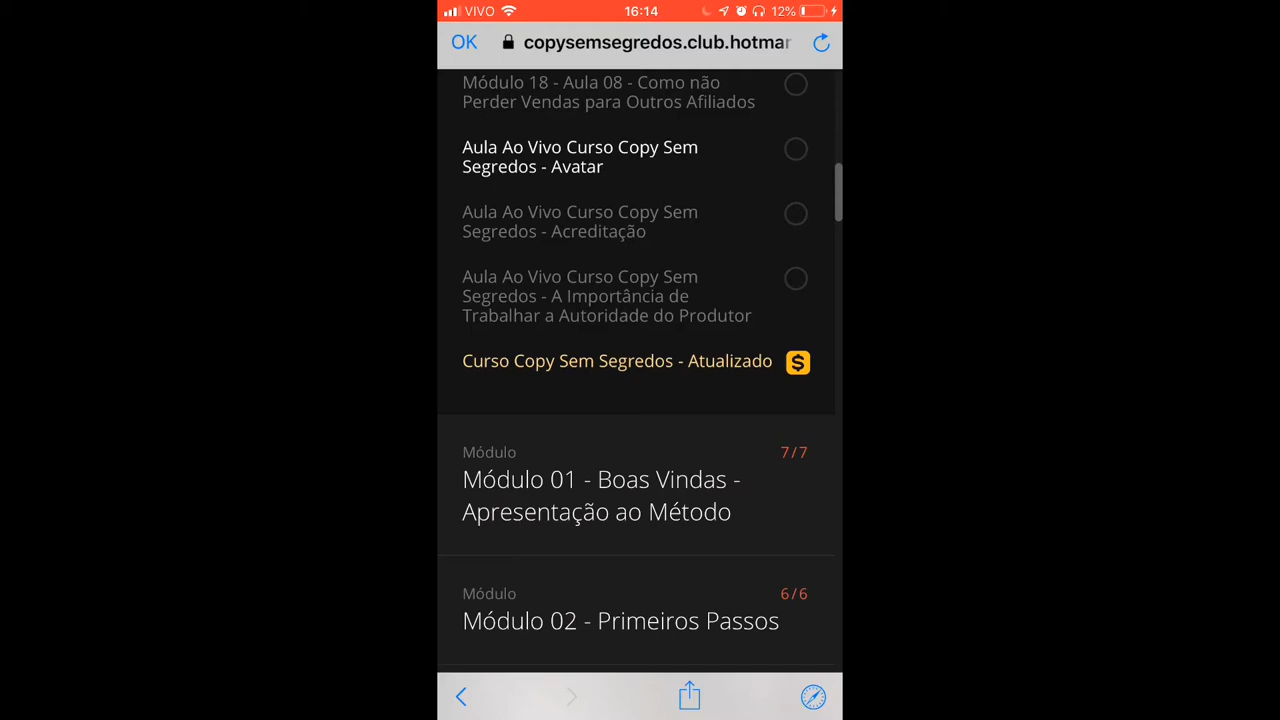 VIVO 16:14 12%
OK copysemsegredos.club.hotmar
Módulo 18 - Aula 08 - Como não
Perder Vendas para Outros Afiliados
Aula Ao Vivo Curso Copy Sem
Segredos - Avatar
Aula Ao Vivo Curso Copy Sem
Segredos - Acreditação
Aula Ao Vivo Curso Copy Sem
Segredos - A Importância de
Trabalhar a Autoridade do Produtor
Curso Copy Sem Segredos - Atualizado $
Módulo 7/7
Módulo 01 - Boas Vindas -
Apresentação ao Método
Módulo 6/6
Módulo 02 - Primeiros Passos